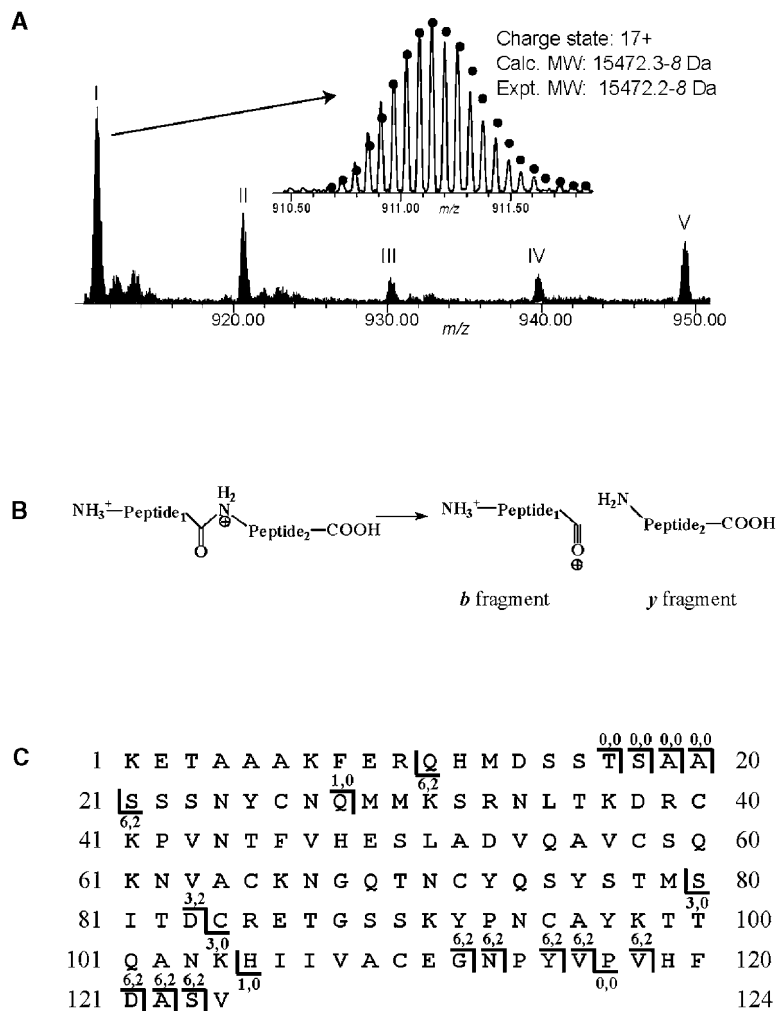 A
I
Charge state: 17+
Calc. MW: 15472.3-8 Da
Expt. MW: 15472.2-8 Da
910.50 911.00 m/z 911.50
II
III
IV
V
920.00 930.00 940.00 950.00
m/z
B
NH3+ Peptide1 C O N H2 ⊕ Peptide2 COOH
NH3+ Peptide1 C O ⊕
H2N Peptide2 COOH
b fragment y fragment
C
0,0 0,0 0,0 0,0
1 K E T A A A K F E R Q H M D S S T S A A 20
1,0 6,2
21 S S S N Y C N Q M M K S R N L T K D R C 40
6,2
41 K P V N T F V H E S L A D V Q A V C S Q 60
61 K N V A C K N G Q T N C Y Q S Y S T M S 80
3,2 3,0
81 I T D C R E T G S S K Y P N C A Y K T T 100
3,0 6,2 6,2 6,2 6,2 6,2
101 Q A N K H I I V A C E G N P Y V P V H F 120
6,2 6,2 6,2 1,0 0,0
121 D A S V 124